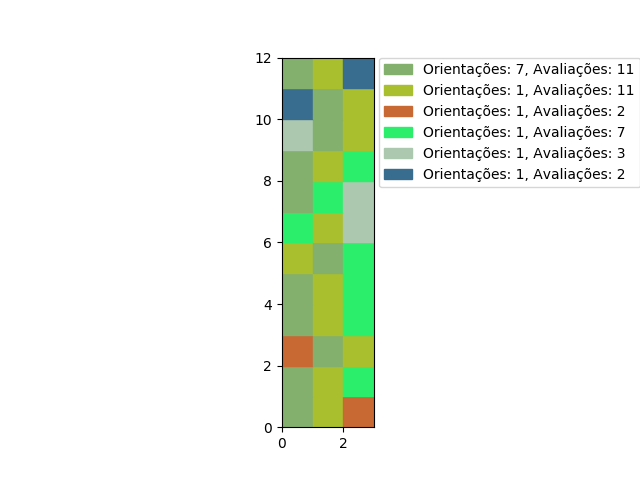 12
10
8
6
4
2
0
0 2
Orientações: 7, Avaliações: 11
Orientações: 1, Avaliações: 11
Orientações: 1, Avaliações: 2
Orientações: 1, Avaliações: 7
Orientações: 1, Avaliações: 3
Orientações: 1, Avaliações: 2